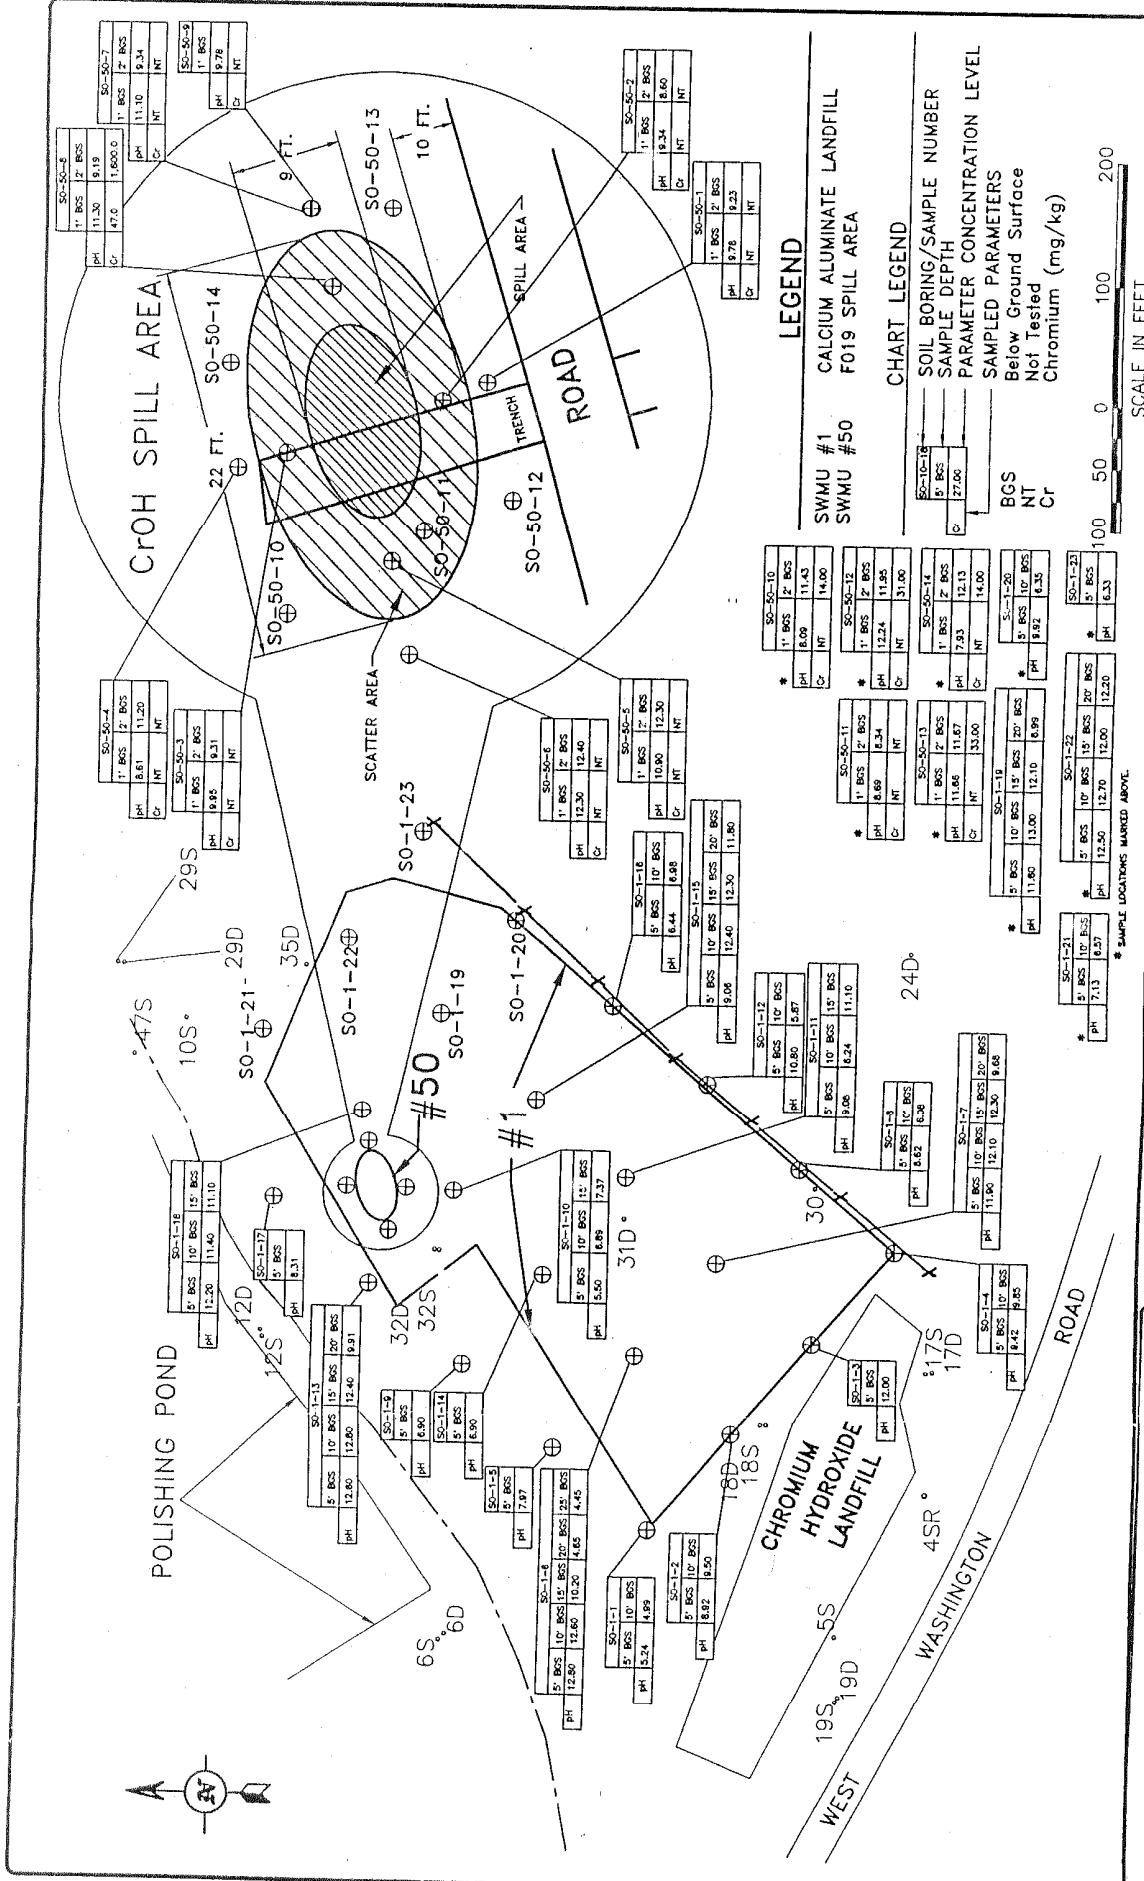 POLISHING POND
CrOH SPILL AREA
22 FT.
9 FT.
10 FT.
SO-50-10
SO-50-11
SO-50-12
SO-50-13
SO-50-14
SCATTER AREA
SPILL AREA
TRENCH
ROAD
47S
10S
29S
29D
35D
SO-1-21
SO-1-22
SO-1-19
SO-1-20
SO-1-23
#50
#1
12D
12S
32D
32S
31D
30
24D
6S
6D
18D
18S
17S
17D
4SR
5S
19S
19D
CHROMIUM
HYDROXIDE
LANDFILL
WEST WASHINGTON ROAD
SO-50-8
1' BGS 2' BGS
pH 11.30 9.19
Cr 47.0 1,600.0
SO-50-7
1' BGS 2' BGS
pH 11.10 9.34
Cr NT NT
SO-50-9
1' BGS
pH 9.78
Cr NT
SO-50-2
1' BGS 2' BGS
pH 9.34 8.60
Cr NT NT
SO-50-1
1' BGS 2' BGS
pH 9.78 9.23
Cr NT NT
SO-50-4
1' BGS 2' BGS
pH 8.61 11.20
Cr NT NT
SO-50-3
1' BGS 2' BGS
pH 9.95 9.31
Cr NT NT
SO-50-6
1' BGS 2' BGS
pH 12.30 12.40
Cr NT NT
SO-50-5
1' BGS 2' BGS
pH 10.90 12.30
Cr NT NT
SO-1-18
5' BGS 10' BGS 15' BGS
pH 12.20 11.40 11.10
SO-1-17
5' BGS
pH 8.31
SO-1-13
5' BGS 10' BGS 15' BGS 20' BGS
pH 12.80 12.80 12.40 9.91
SO-1-9
5' BGS
pH 6.90
SO-1-14
5' BGS
pH 6.90
SO-1-5
5' BGS
pH 7.97
SO-1-6
5' BGS 10' BGS 15' BGS 20' BGS 25' BGS
pH 12.80 12.60 10.20 4.65 4.45
SO-1-1
5' BGS 10' BGS
pH 5.24 4.99
SO-1-2
5' BGS 10' BGS
pH 8.92 9.50
SO-1-10
5' BGS 10' BGS 15' BGS
pH 5.50 6.89 7.37
SO-1-16
5' BGS 10' BGS
pH 6.44 6.98
SO-1-15
5' BGS 10' BGS 15' BGS 20' BGS
pH 9.06 12.40 12.30 11.80
SO-1-12
5' BGS 10' BGS
pH 10.80 5.87
SO-1-11
5' BGS 10' BGS 15' BGS
pH 9.06 8.24 11.10
SO-1-8
5' BGS 10' BGS
pH 8.62 6.38
SO-1-7
5' BGS 10' BGS 15' BGS 20' BGS
pH 11.90 12.10 12.30 9.68
SO-1-4
5' BGS 10' BGS
pH 9.42 9.85
SO-1-3
5' BGS
pH 12.00
*
SO-50-10
1' BGS 2' BGS
pH 8.09 11.43
Cr NT 14.00
*
SO-50-12
1' BGS 2' BGS
pH 12.24 11.95
Cr NT 31.00
*
SO-50-14
1' BGS 2' BGS
pH 7.93 12.13
Cr NT 14.00
*
SO-1-20
5' BGS 10' BGS
pH 9.92 6.35
*
SO-1-23
5' BGS
pH 6.33
*
SO-50-11
1' BGS 2' BGS
pH 8.69 8.34
Cr NT NT
*
SO-50-13
1' BGS 2' BGS
pH 11.66 11.67
Cr NT 33.00
*
SO-1-19
5' BGS 10' BGS 15' BGS 20' BGS
pH 11.60 13.00 12.10 8.99
*
SO-1-22
5' BGS 10' BGS 15' BGS 20' BGS
pH 12.50 12.70 12.00 12.20
*
SO-1-21
5' BGS 10' BGS
pH 7.13 6.57
* SAMPLE LOCATIONS MARKED ABOVE.
LEGEND
SWMU #1 CALCIUM ALUMINATE LANDFILL
SWMU #50 F019 SPILL AREA
CHART LEGEND
SO-10-18
5' BGS
Cr 27.00
SOIL BORING/SAMPLE NUMBER
SAMPLE DEPTH
PARAMETER CONCENTRATION LEVEL
SAMPLED PARAMETERS
BGS Below Ground Surface
NT Not Tested
Cr Chromium (mg/kg)
100 50 0 100 200
SCALE IN FEET